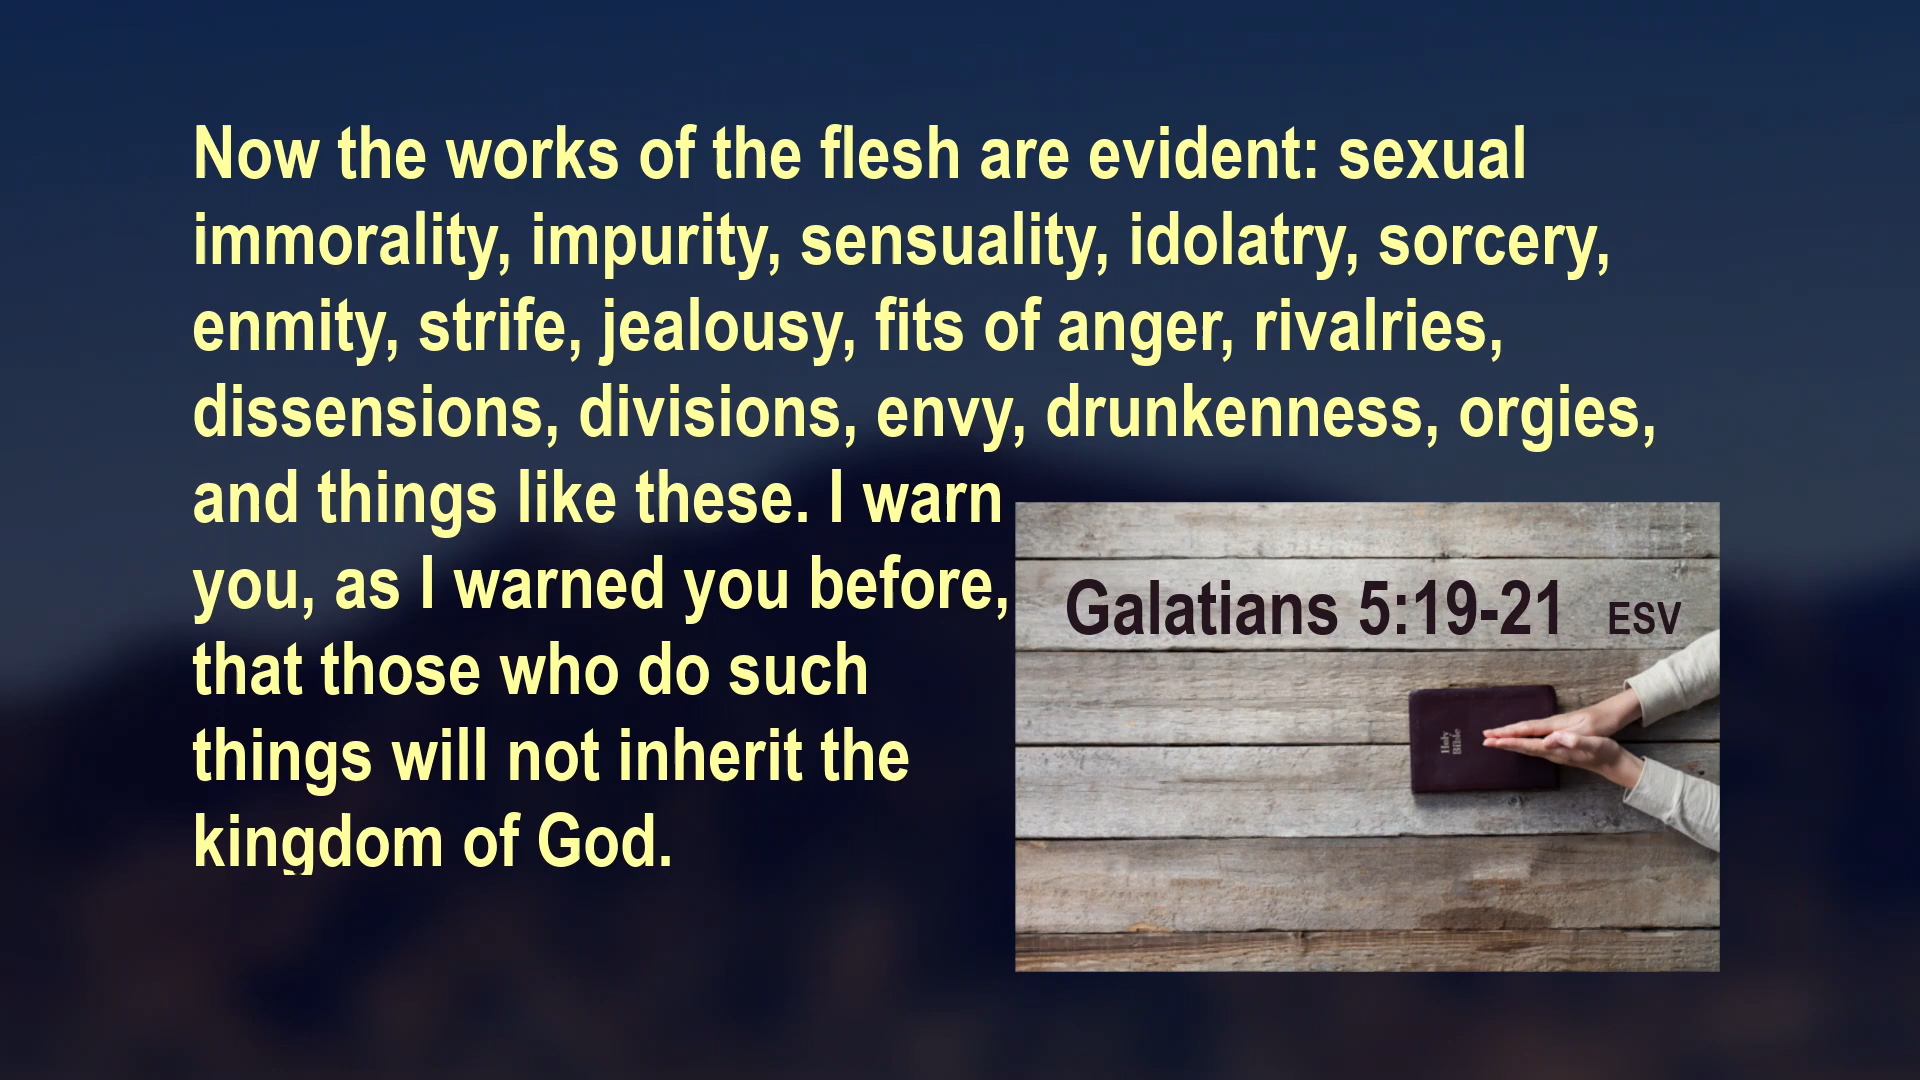 Now the works of the flesh are evident: sexual
immorality, impurity, sensuality, idolatry, sorcery,
enmity, strife, jealousy, fits of anger, rivalries,
dissensions, divisions, envy, drunkenness, orgies,
and things like these. I warn
you, as I warned you before,
that those who do such
things will not inherit the
kingdom of God.
Galatians 5:19-21 ESV
Holy
Bible